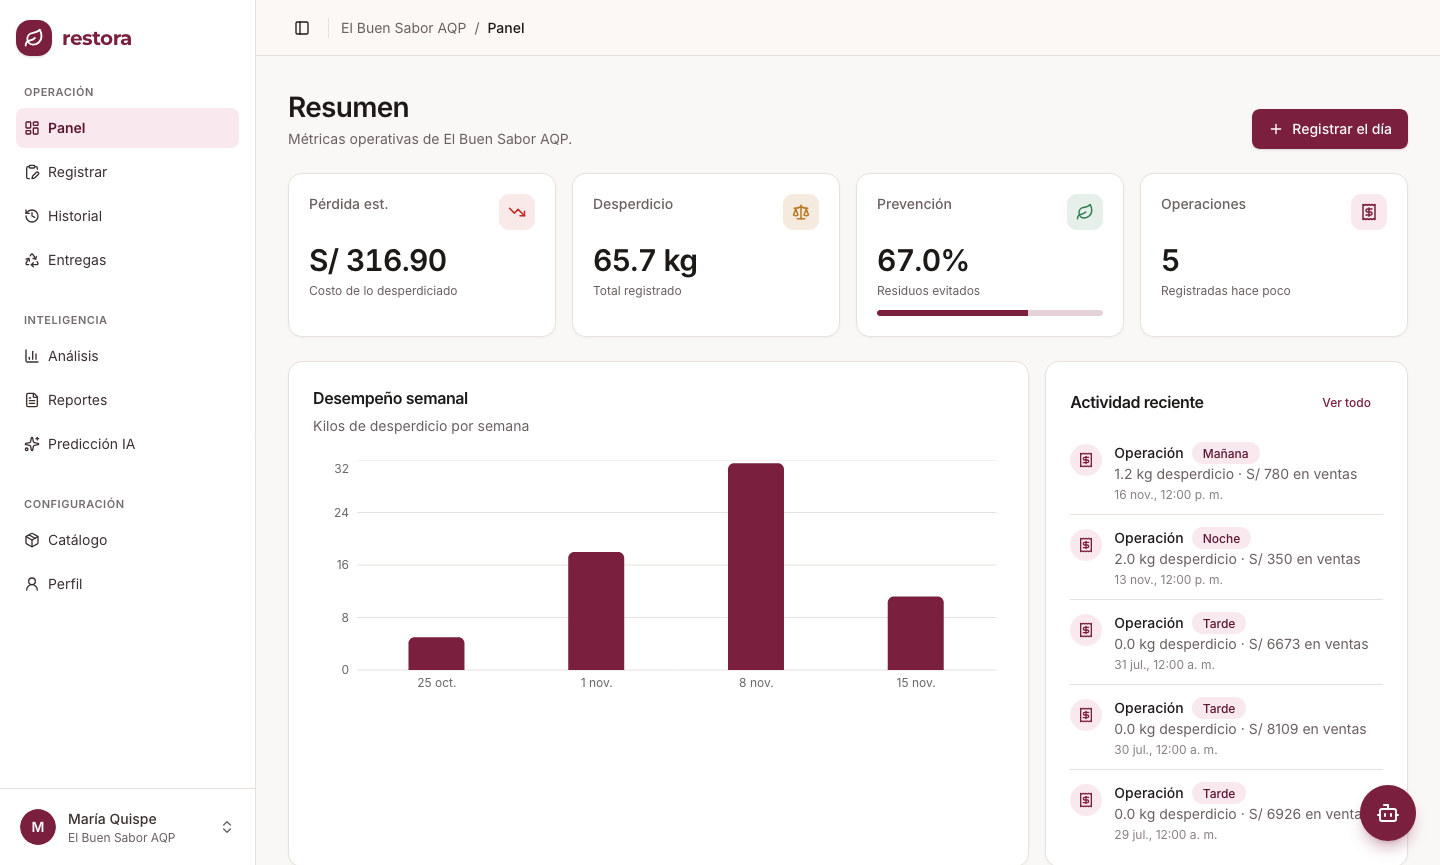 restora
OPERACIÓN
Panel
Registrar
Historial
Entregas
INTELIGENCIA
Análisis
Reportes
Predicción IA
CONFIGURACIÓN
Catálogo
Perfil
M
María Quispe
El Buen Sabor AQP
El Buen Sabor AQP / Panel
Resumen
Métricas operativas de El Buen Sabor AQP.
Registrar el día
Pérdida est.
S/ 316.90
Costo de lo desperdiciado
Desperdicio
65.7 kg
Total registrado
Prevención
67.0%
Residuos evitados
Operaciones
5
Registradas hace poco
Desempeño semanal
Kilos de desperdicio por semana
32
24
16
8
0
25 oct.
1 nov.
8 nov.
15 nov.
Actividad reciente
Ver todo
Operación Mañana
1.2 kg desperdicio · S/ 780 en ventas
16 nov., 12:00 p. m.
Operación Noche
2.0 kg desperdicio · S/ 350 en ventas
13 nov., 12:00 p. m.
Operación Tarde
0.0 kg desperdicio · S/ 6673 en ventas
31 jul., 12:00 a. m.
Operación Tarde
0.0 kg desperdicio · S/ 8109 en ventas
30 jul., 12:00 a. m.
Operación Tarde
0.0 kg desperdicio · S/ 6926 en venta
29 jul., 12:00 a. m.